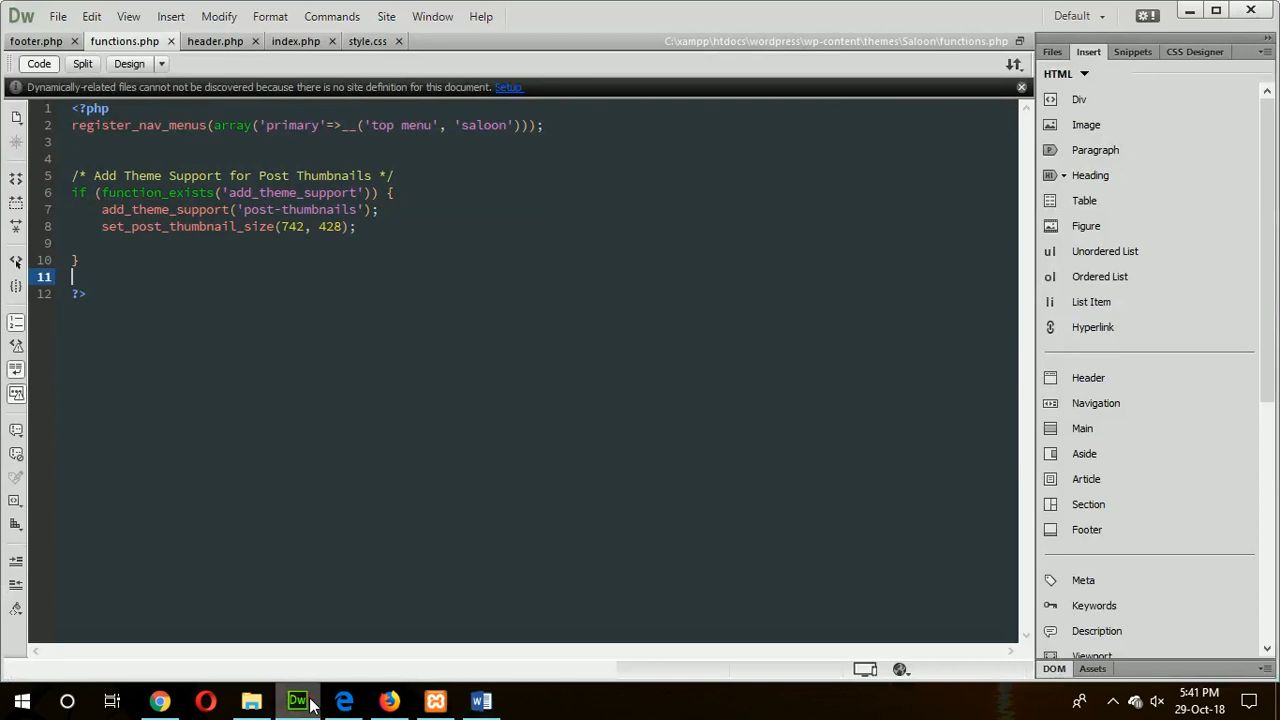 Dw File Edit View Insert Modify Format Commands Site Window Help Default
footer.php functions.php header.php index.php style.css C:\xampp\htdocs\wordpress\wp-content\themes\Saloon\functions.php
Code Split Design
Dynamically-related files cannot not be discovered because there is no site definition for this document. Setup
1 <?php
2 register_nav_menus(array('primary'=>__('top menu', 'saloon')));
3
4
5 /* Add Theme Support for Post Thumbnails */
6 if (function_exists('add_theme_support')) {
7 add_theme_support('post-thumbnails');
8 set_post_thumbnail_size(742, 428);
9
10 }
11
12 ?>
Files Insert Snippets CSS Designer
HTML
Div
Image
Paragraph
Heading
Table
Figure
ul Unordered List
ol Ordered List
li List Item
Hyperlink
Header
Navigation
Main
Aside
Article
Section
Footer
Meta
Keywords
Description
Viewport
DOM Assets
Dw
5:41 PM
29-Oct-18